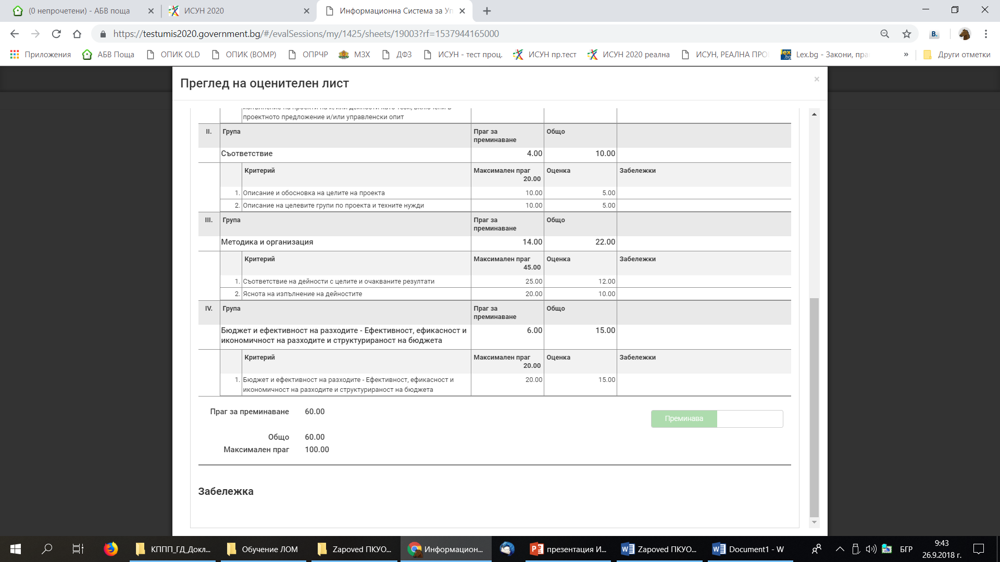 (0 непрочетени) - АБВ поща
ИСУН 2020
Информационна Система за Уп
https://testumis2020.government.bg/#/evalSessions/my/1425/sheets/19003?rf=1537944165000
B.
Приложения
АБВ Поща
ОПИК OLD
ОПИК (ВОМР)
ОПРЧР
МЗХ
ДФЗ
ИСУН - тест проц.
ИСУН пр.тест
ИСУН 2020 реална
ИСУН, РЕАЛНА ПРО
Lex.bg - Закони, пра
»
Други отметки
Преглед на оценителен лист
×
проектното предложение и/или управленски опит
II. Група Праг за преминаване Общо
Съответствие 4.00 10.00
Критерий Максимален праг 20.00 Оценка Забележки
1. Описание и обосновка на целите на проекта 10.00 5.00
2. Описание на целевите групи по проекта и техните нужди 10.00 5.00
III. Група Праг за преминаване Общо
Методика и организация 14.00 22.00
Критерий Максимален праг 45.00 Оценка Забележки
1. Съответствие на дейности с целите и очакваните резултати 25.00 12.00
2. Яснота на изпълнение на дейностите 20.00 10.00
IV. Група Праг за преминаване Общо
Бюджет и ефективност на разходите - Ефективност, ефикасност и 6.00 15.00
икономичност на разходите и структурираност на бюджета
Критерий Максимален праг 20.00 Оценка Забележки
1. Бюджет и ефективност на разходите - Ефективност, ефикасност и 20.00 15.00
икономичност на разходите и структурираност на бюджета
Праг за преминаване 60.00
Преминава
Общо 60.00
Максимален праг 100.00
Забележка
КППП_ГД_Докл...
Обучение ЛОМ
Zapoved ПКУО...
Информацион...
презентация И...
Zapoved ПКУО...
Document1 - W
БГР
9:43
26.9.2018 г.